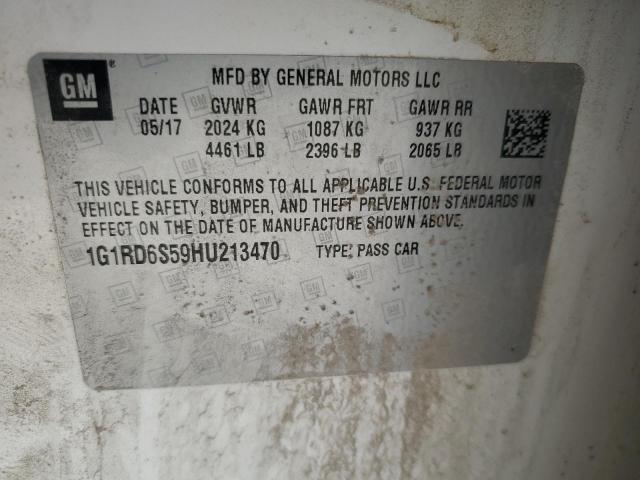 GM®
MFD BY GENERAL MOTORS LLC
DATE GVWR GAWR FRT GAWR RR
05/17 2024 KG 1087 KG 937 KG
4461 LB 2396 LB 2065 LB
THIS VEHICLE CONFORMS TO ALL APPLICABLE U.S. FEDERAL MOTOR
VEHICLE SAFETY, BUMPER, AND THEFT PREVENTION STANDARDS IN
EFFECT ON THE DATE OF MANUFACTURE SHOWN ABOVE.
1G1RD6S59HU213470 TYPE: PASS CAR